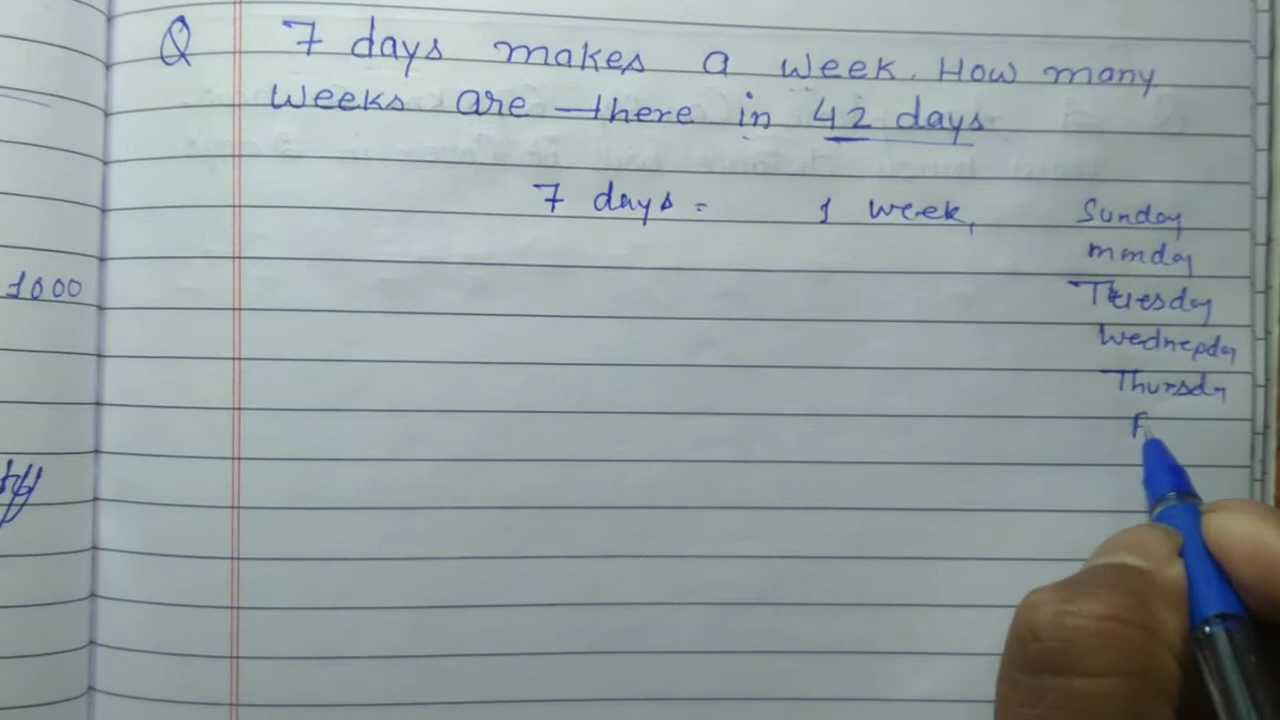 Q 7 days makes a week. How many
weeks are there in 42 days
7 days = 1 week, Sunday
monday
Tuesday
Wednesday
Thursday
F
1000